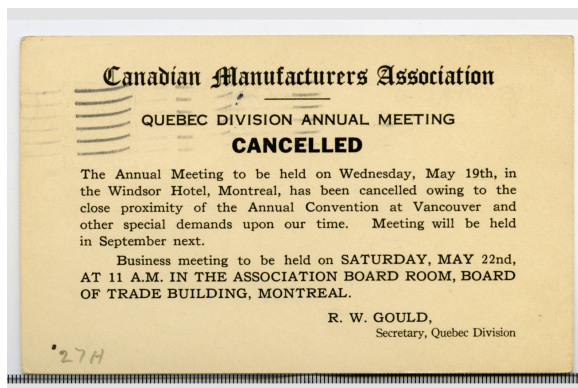 Canadian Manufacturers Association
QUEBEC DIVISION ANNUAL MEETING
CANCELLED
The Annual Meeting to be held on Wednesday, May 19th, in
the Windsor Hotel, Montreal, has been cancelled owing to the
close proximity of the Annual Convention at Vancouver and
other special demands upon our time. Meeting will be held
in September next.
Business meeting to be held on SATURDAY, MAY 22nd,
AT 11 A.M. IN THE ASSOCIATION BOARD ROOM, BOARD
OF TRADE BUILDING, MONTREAL.
R. W. GOULD,
Secretary, Quebec Division
'27H